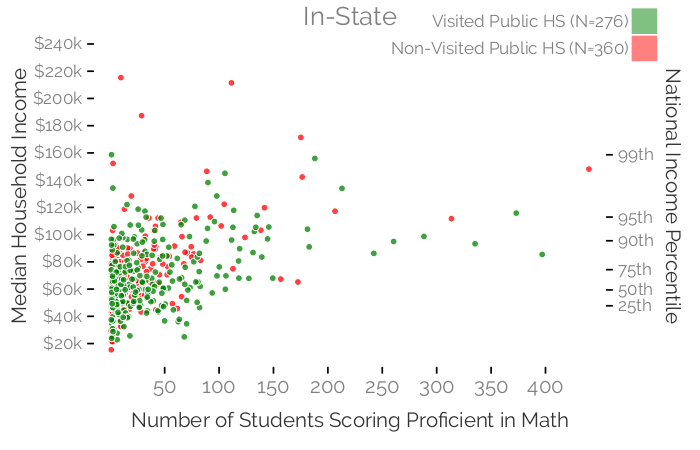 In-State
Visited Public HS (N=276)
Non-Visited Public HS (N=360)
Median Household Income
$240k
$220k
$200k
$180k
$160k
$140k
$120k
$100k
$80k
$60k
$40k
$20k
50 100 150 200 250 300 350 400
Number of Students Scoring Proficient in Math
99th
95th
90th
75th
50th
25th
National Income Percentile